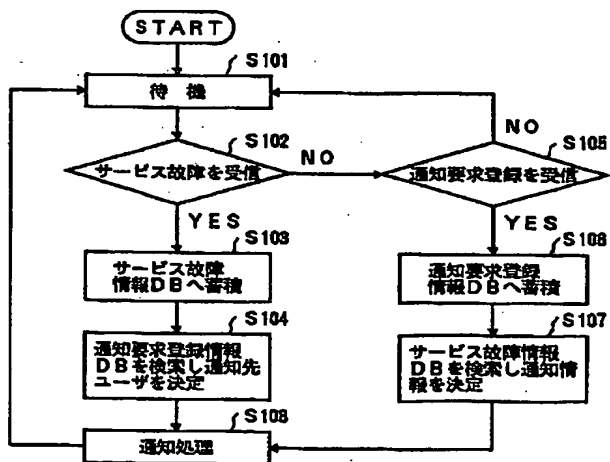 START
S101
待 機
S102
サービス故障を受信
NO
YES
S103
サービス故障
情報DBへ蓄積
S104
通知要求登録情報
DBを検索し通知先
ユーザを決定
S105
通知要求登録を受信
NO
YES
S106
通知要求登録
情報DBへ蓄積
S107
サービス故障情報
DBを検索し通知情
報を決定
S108
通知処理